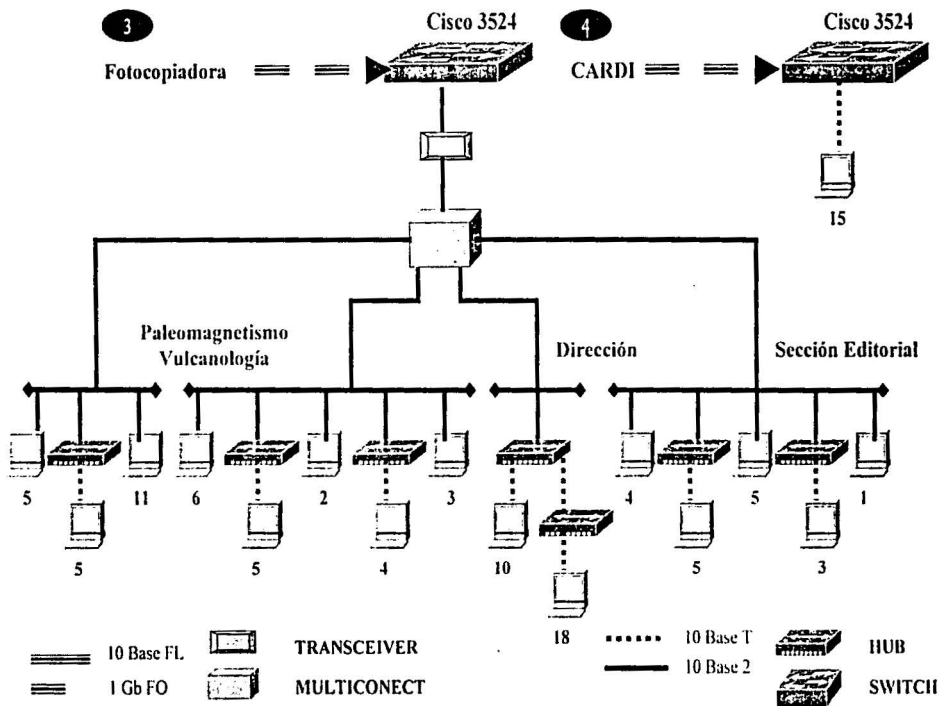 3
Cisco 3524
4
Cisco 3524
Fotocopiadora
CARDI
15
Paleomagnetismo
Vulcanología
Dirección
Sección Editorial
5
11
6
2
3
4
5
1
5
5
4
10
5
3
18
10 Base FL
TRANSCEIVER
10 Base T
HUB
1 Gb FO
MULTICONECT
10 Base 2
SWITCH